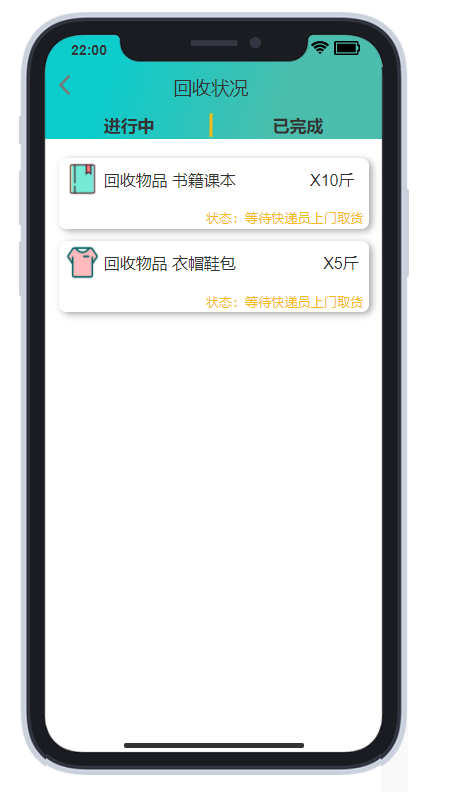 22:00
回收状况
进行中 已完成
回收物品 书籍课本 X10斤
状态：等待快递员上门取货
回收物品 衣帽鞋包 X5斤
状态：等待快递员上门取货